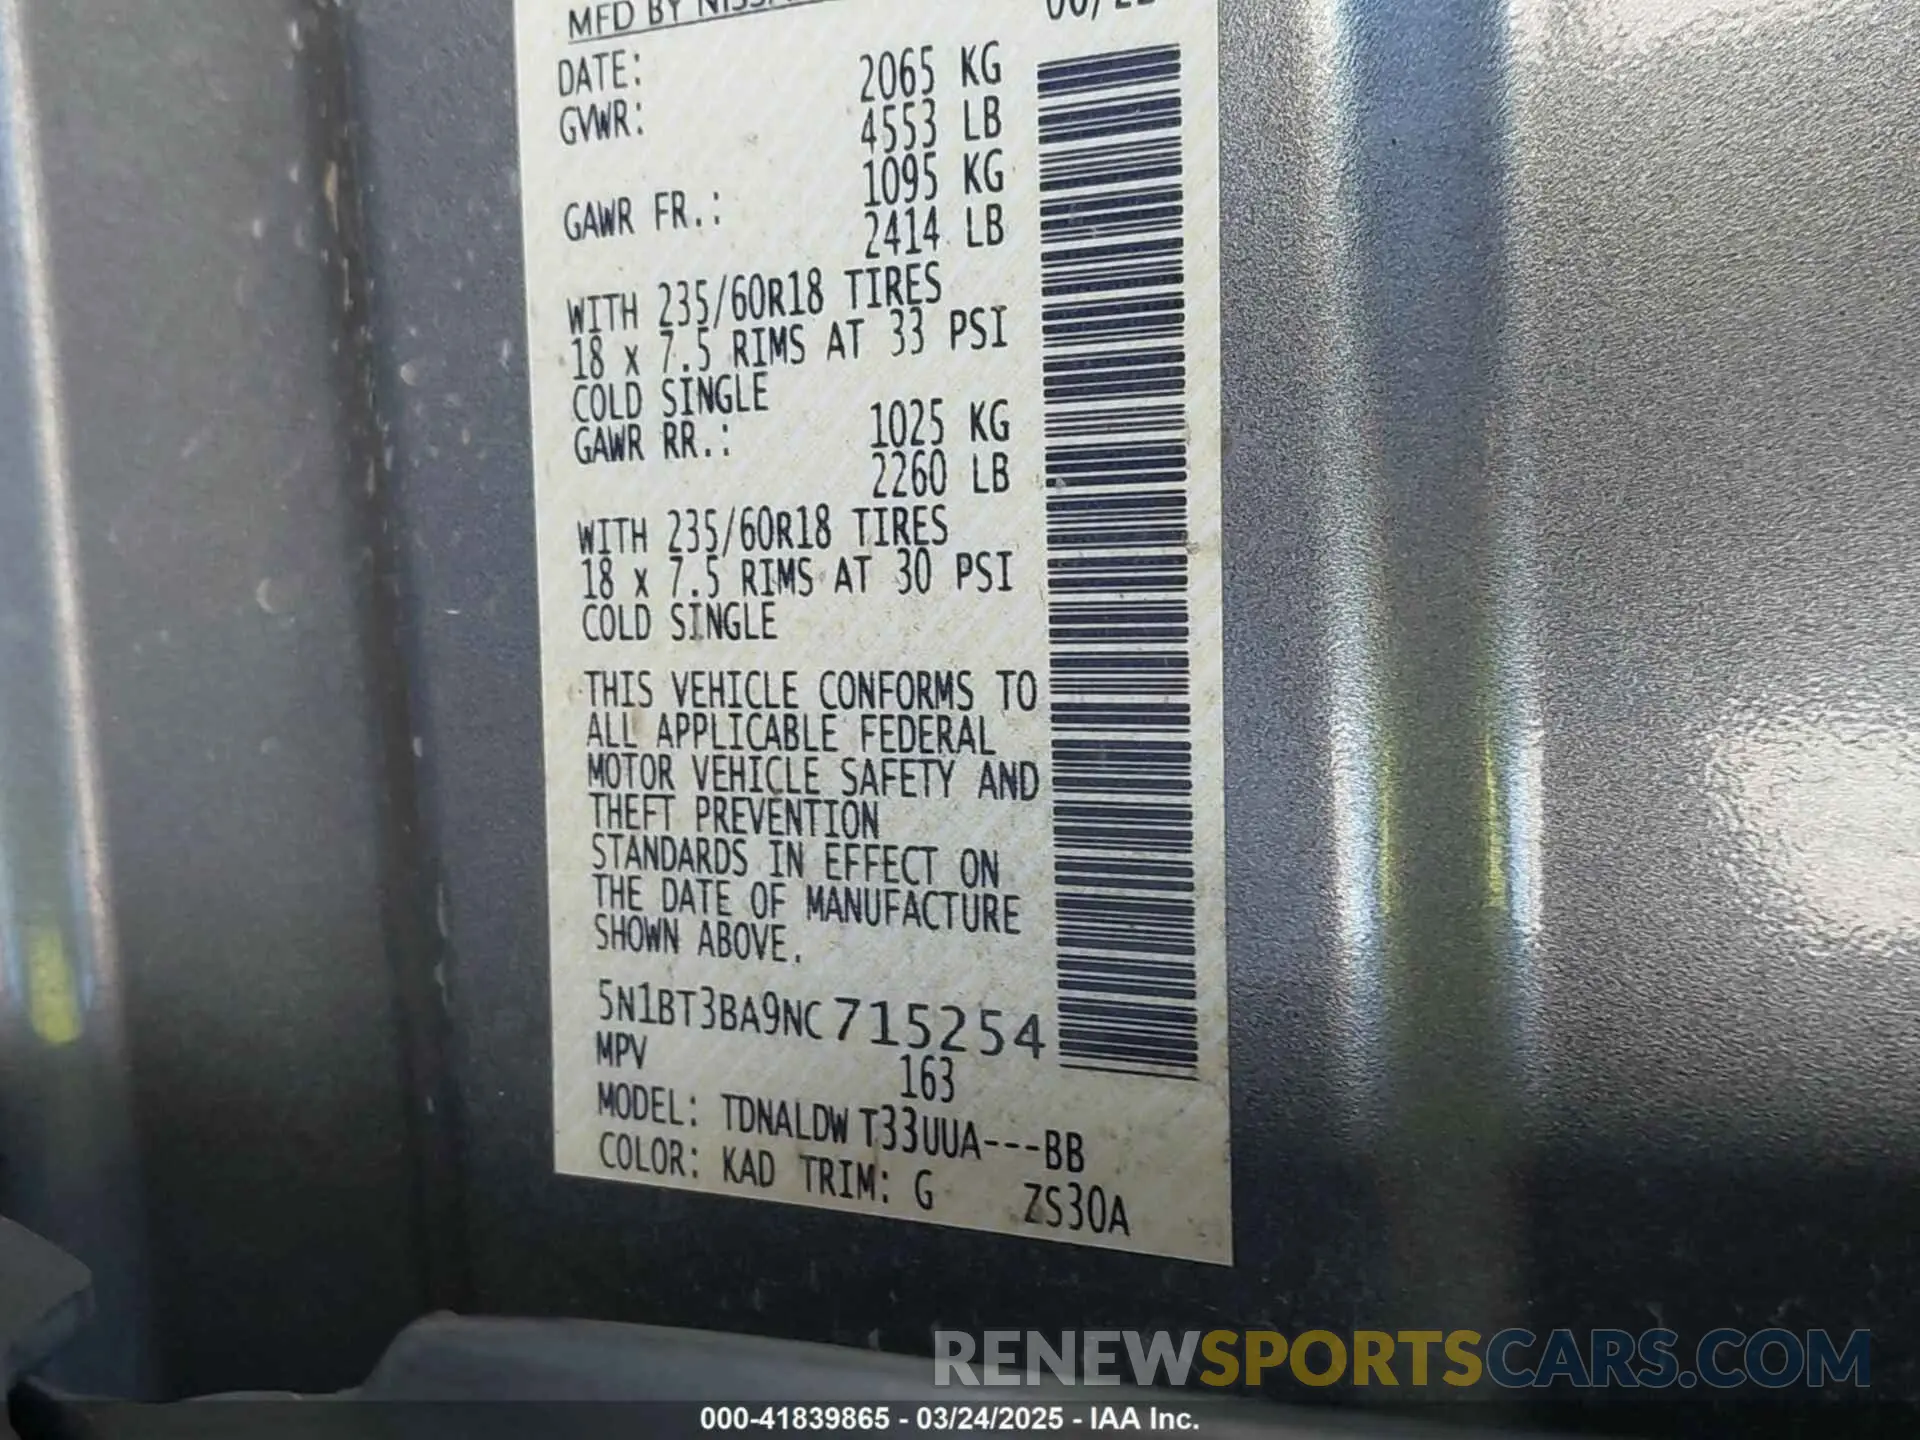 MFD BY
DATE:
GVWR: 2065 KG
4553 LB
GAWR FR.: 1095 KG
2414 LB
WITH 235/60R18 TIRES
18 x 7.5 RIMS AT 33 PSI
COLD SINGLE
GAWR RR.: 1025 KG
2260 LB
WITH 235/60R18 TIRES
18 x 7.5 RIMS AT 30 PSI
COLD SINGLE
THIS VEHICLE CONFORMS TO
ALL APPLICABLE FEDERAL
MOTOR VEHICLE SAFETY AND
THEFT PREVENTION
STANDARDS IN EFFECT ON
THE DATE OF MANUFACTURE
SHOWN ABOVE.
5N1BT3BA9NC715254
MPV 163
MODEL: TDNALDW T33UUA---BB
COLOR: KAD TRIM: G ZS30A
RENEWSPORTSCARS.COM
000-41839865 - 03/24/2025 - IAA Inc.